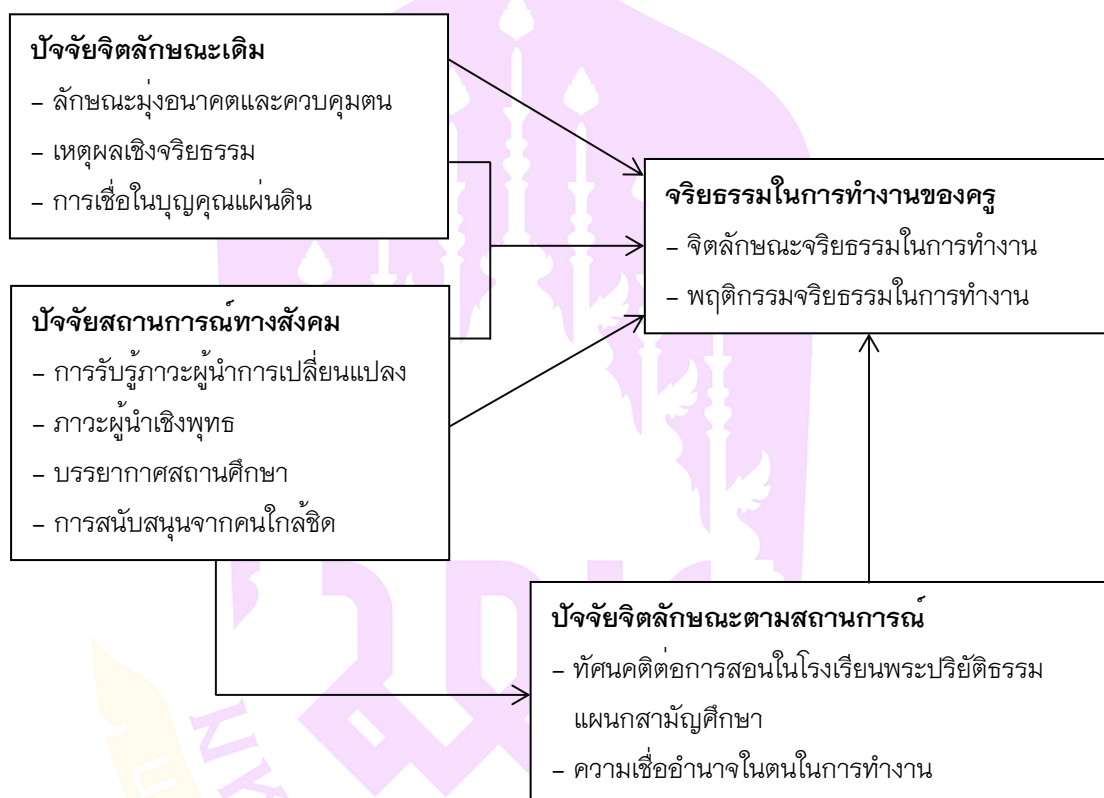 ปัจจัยจิตลักษณะเดิม
– ลักษณะมุ่งอนาคตและควบคุมตน
– เหตุผลเชิงจริยธรรม
– การเชื่อในบุญคุณแผ่นดิน
จริยธรรมในการทำงานของครู
– จิตลักษณะจริยธรรมในการทำงาน
– พฤติกรรมจริยธรรมในการทำงาน
ปัจจัยสถานการณ์ทางสังคม
– การรับรู้ภาวะผู้นำการเปลี่ยนแปลง
– ภาวะผู้นำเชิงพุทธ
– บรรยากาศสถานศึกษา
– การสนับสนุนจากคนใกล้ชิด
ปัจจัยจิตลักษณะตามสถานการณ์
– ทัศนคติต่อการสอนในโรงเรียนพระปริยัติธรรม
แผนกสามัญศึกษา
– ความเชื่ออำนาจในตนในการทำงาน